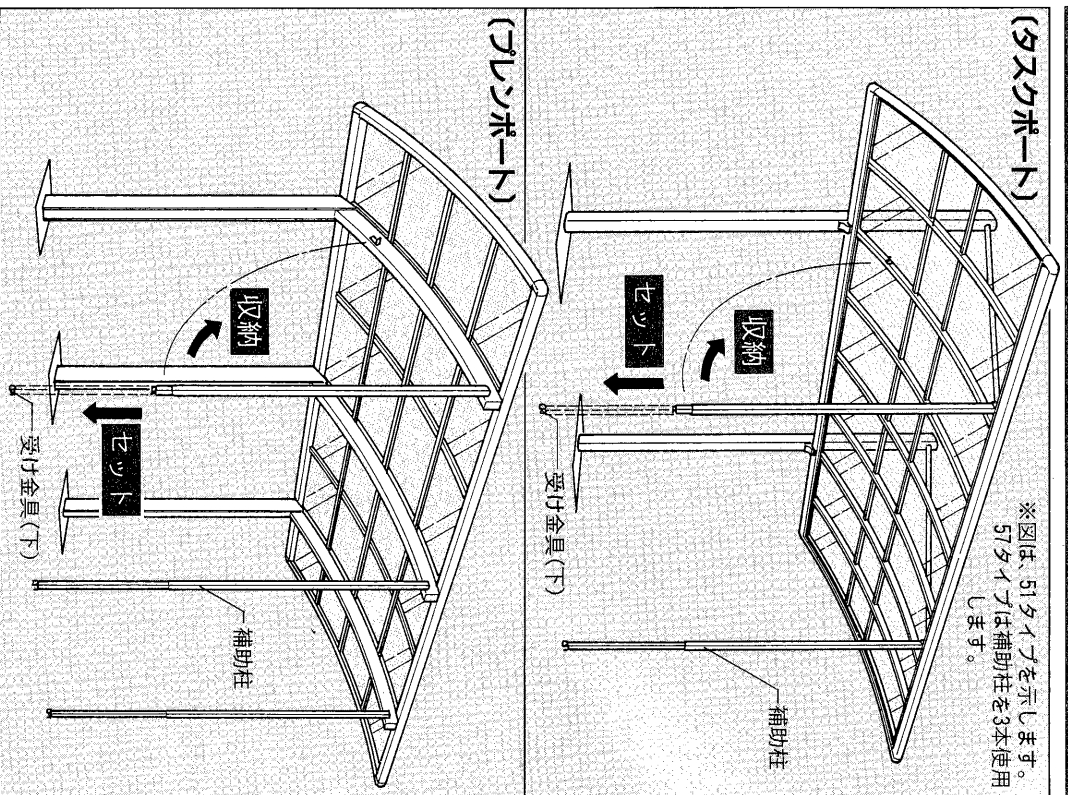 (タスクポート)
※図は、51タイプを示します。
57タイプは補助柱を3本使用
します。
収納
セット
受け金具(下)
補助柱
(プレンポート)
収納
セット
受け金具(下)
補助柱